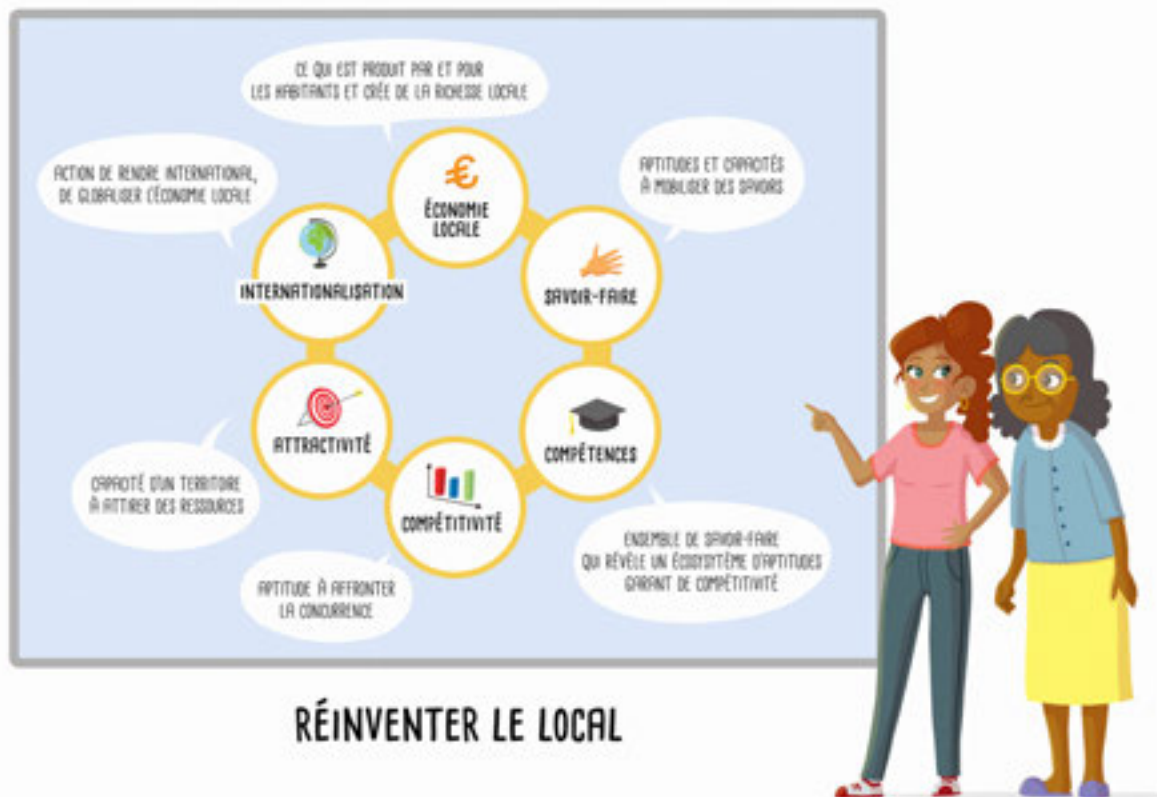 CE QUI EST PRODUIT PAR ET POUR
LES HABITANTS ET CRÉE DE LA RICHESSE LOCALE
€
ÉCONOMIE
LOCALE
APTITUDES ET CAPACITÉS
À MOBILISER DES SAVOIRS
SAVOIR-FAIRE
COMPÉTENCES
ENSEMBLE DE SAVOIR-FAIRE
QUI RÉVÈLE UN ÉCOSYSTÈME D'APTITUDES
GARANT DE COMPÉTITIVITÉ
COMPÉTITIVITÉ
APTITUDE À AFFRONTER
LA CONCURRENCE
ATTRACTIVITÉ
CAPACITÉ D'UN TERRITOIRE
À ATTIRER DES RESSOURCES
INTERNATIONALISATION
ACTION DE RENDRE INTERNATIONAL,
DE GLOBALISER L'ÉCONOMIE LOCALE
RÉINVENTER LE LOCAL